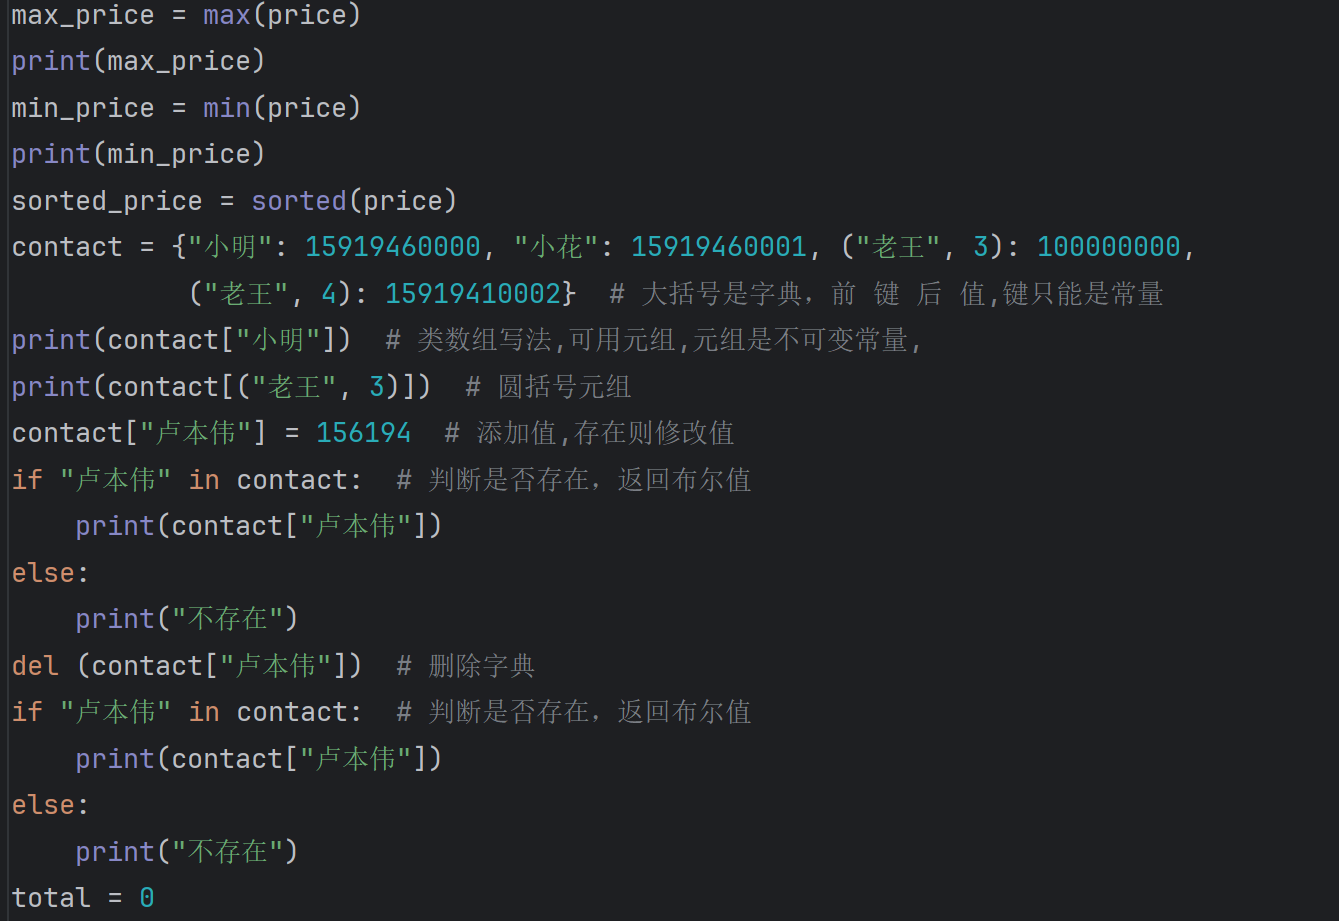 max_price = max(price)
print(max_price)
min_price = min(price)
print(min_price)
sorted_price = sorted(price)
contact = {"小明": 15919460000, "小花": 15919460001, ("老王", 3): 100000000,
           ("老王", 4): 15919410002}  # 大括号是字典，前 键 后 值,键只能是常量
print(contact["小明"])  # 类数组写法,可用元组,元组是不可变常量,
print(contact[("老王", 3)])  # 圆括号元组
contact["卢本伟"] = 156194  # 添加值,存在则修改值
if "卢本伟" in contact:  # 判断是否存在，返回布尔值
    print(contact["卢本伟"])
else:
    print("不存在")
del (contact["卢本伟"])  # 删除字典
if "卢本伟" in contact:  # 判断是否存在，返回布尔值
    print(contact["卢本伟"])
else:
    print("不存在")
total = 0